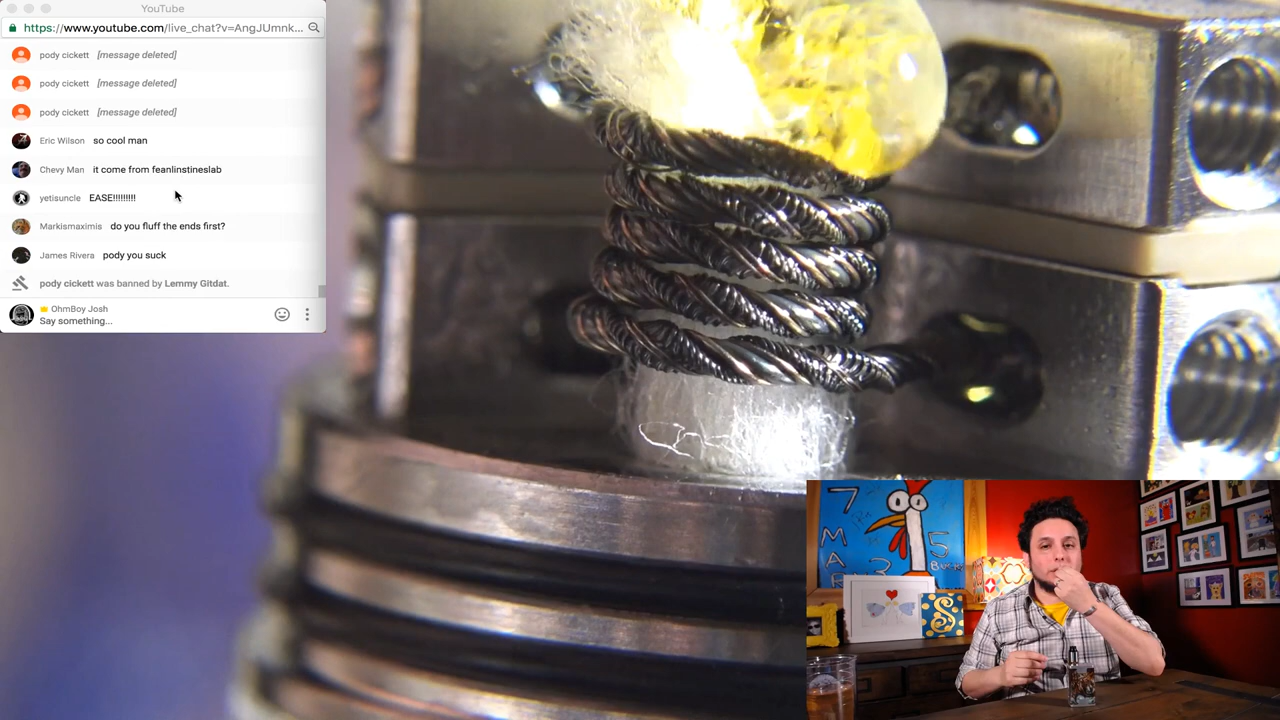 YouTube
https://www.youtube.com/live_chat?v=AngJUmnk...
pody cickett [message deleted]
pody cickett [message deleted]
pody cickett [message deleted]
Eric Wilson so cool man
Chevy Man it come from feanlinstineslab
yetisuncle EASE!!!!!!!!!
Markismaximis do you fluff the ends first?
James Rivera pody you suck
pody cickett was banned by Lemmy Gitdat.
OhmBoy Josh
Say something...
7
M
A
5
S